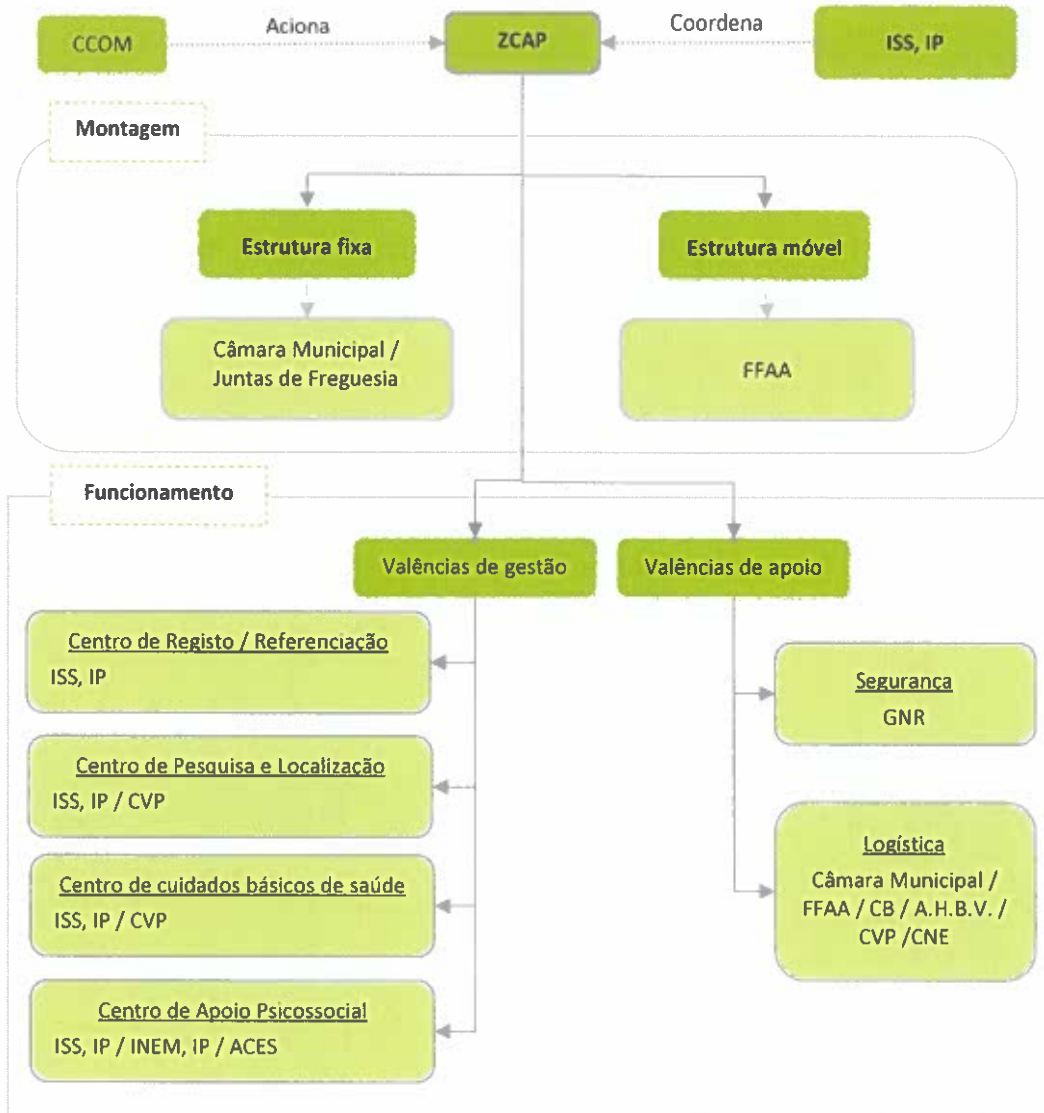 CCOM
Aciona
ZCAP
Coordena
ISS, IP
Montagem
Estrutura fixa
Estrutura móvel
Câmara Municipal /
Juntas de Freguesia
FFAA
Funcionamento
Valências de gestão
Valências de apoio
Centro de Registo / Referenciação
ISS, IP
Centro de Pesquisa e Localização
ISS, IP / CVP
Centro de cuidados básicos de saúde
ISS, IP / CVP
Centro de Apoio Psicossocial
ISS, IP / INEM, IP / ACES
Segurança
GNR
Logística
Câmara Municipal /
FFAA / CB / A.H.B.V. /
CVP /CNE